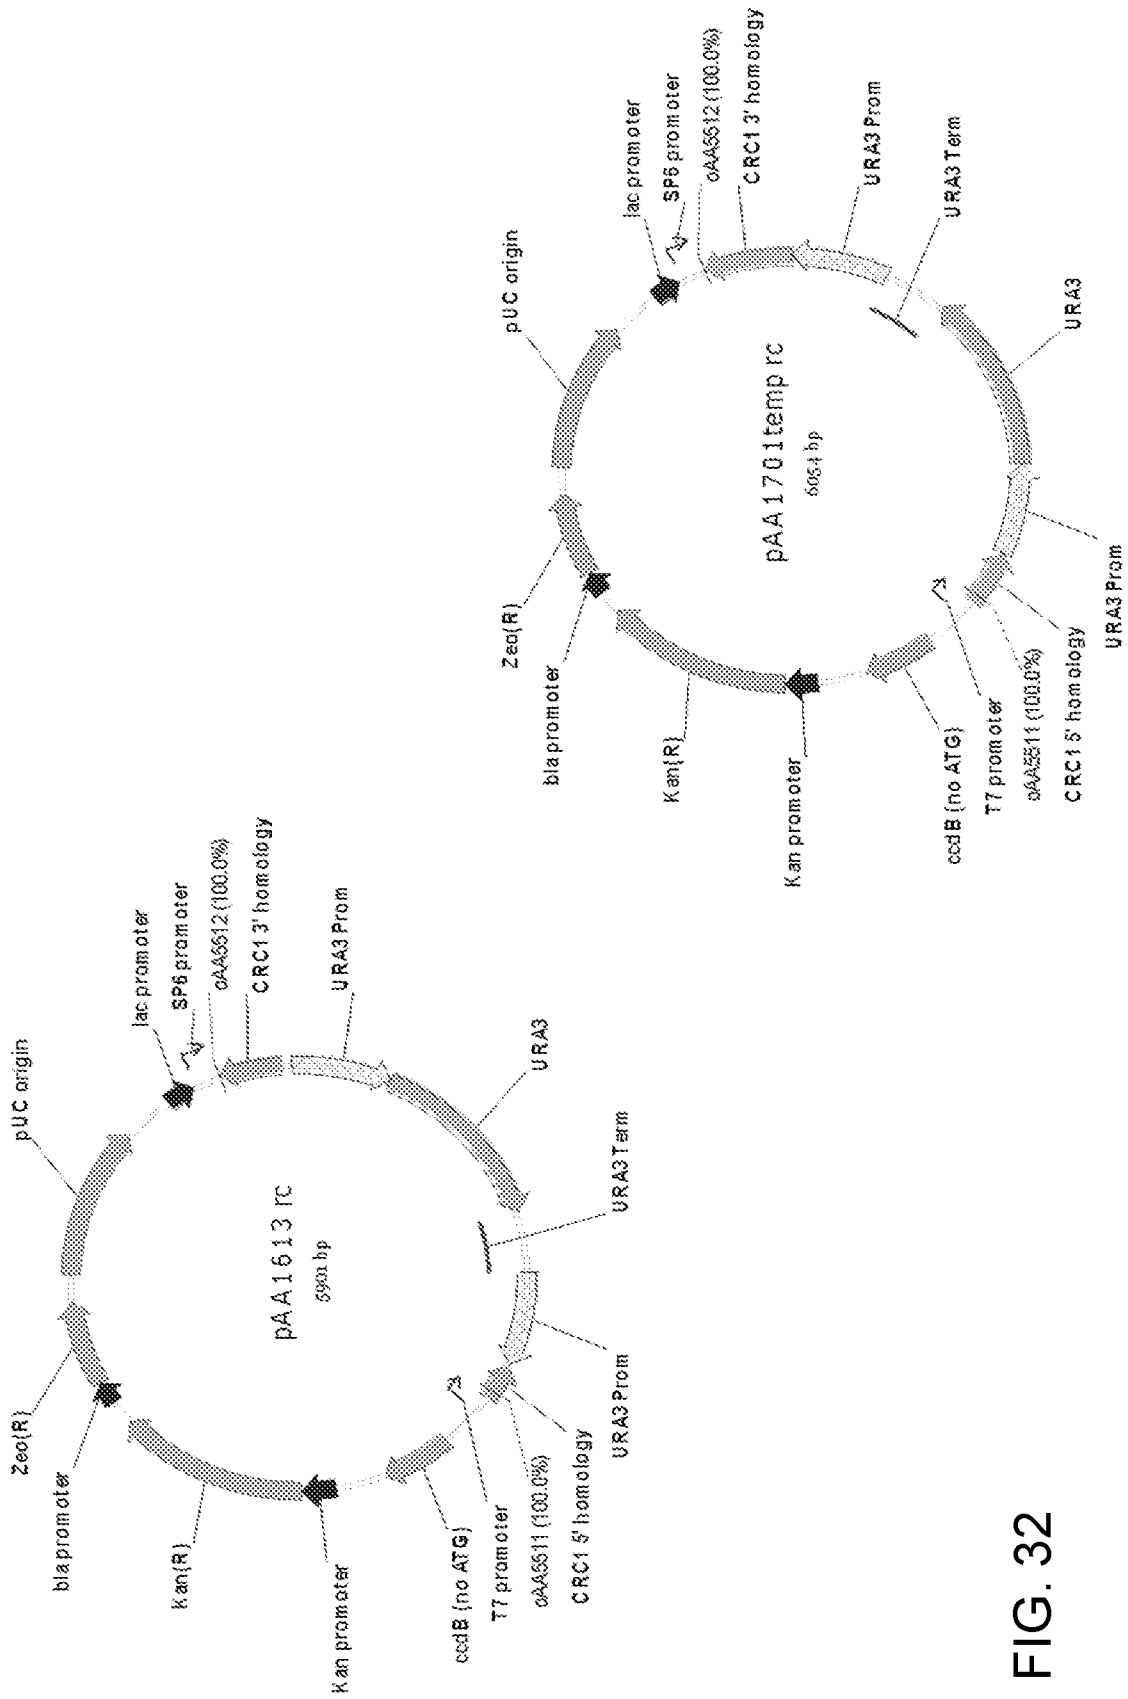 pUC origin
lac promoter
SP6 promoter
oAA5512 (100.0%)
CRC1 3' homology
URA3 Prom
URA3
URA3 Term
URA3 Prom
CRC1 5' homology
oAA5511 (100.0%)
T7 promoter
ccdB (no ATG)
Kan promoter
Kan(R)
bla promoter
Zeo(R)
pAA1613 rc
5901 bp
pUC origin
lac promoter
SP6 promoter
oAA5512 (100.0%)
CRC1 3' homology
URA3 Prom
URA3 Term
URA3
URA3 Prom
CRC1 5' homology
oAA5511 (100.0%)
T7 promoter
ccdB (no ATG)
Kan promoter
Kan(R)
bla promoter
Zeo(R)
pAA1701temp rc
6054 bp
FIG. 32